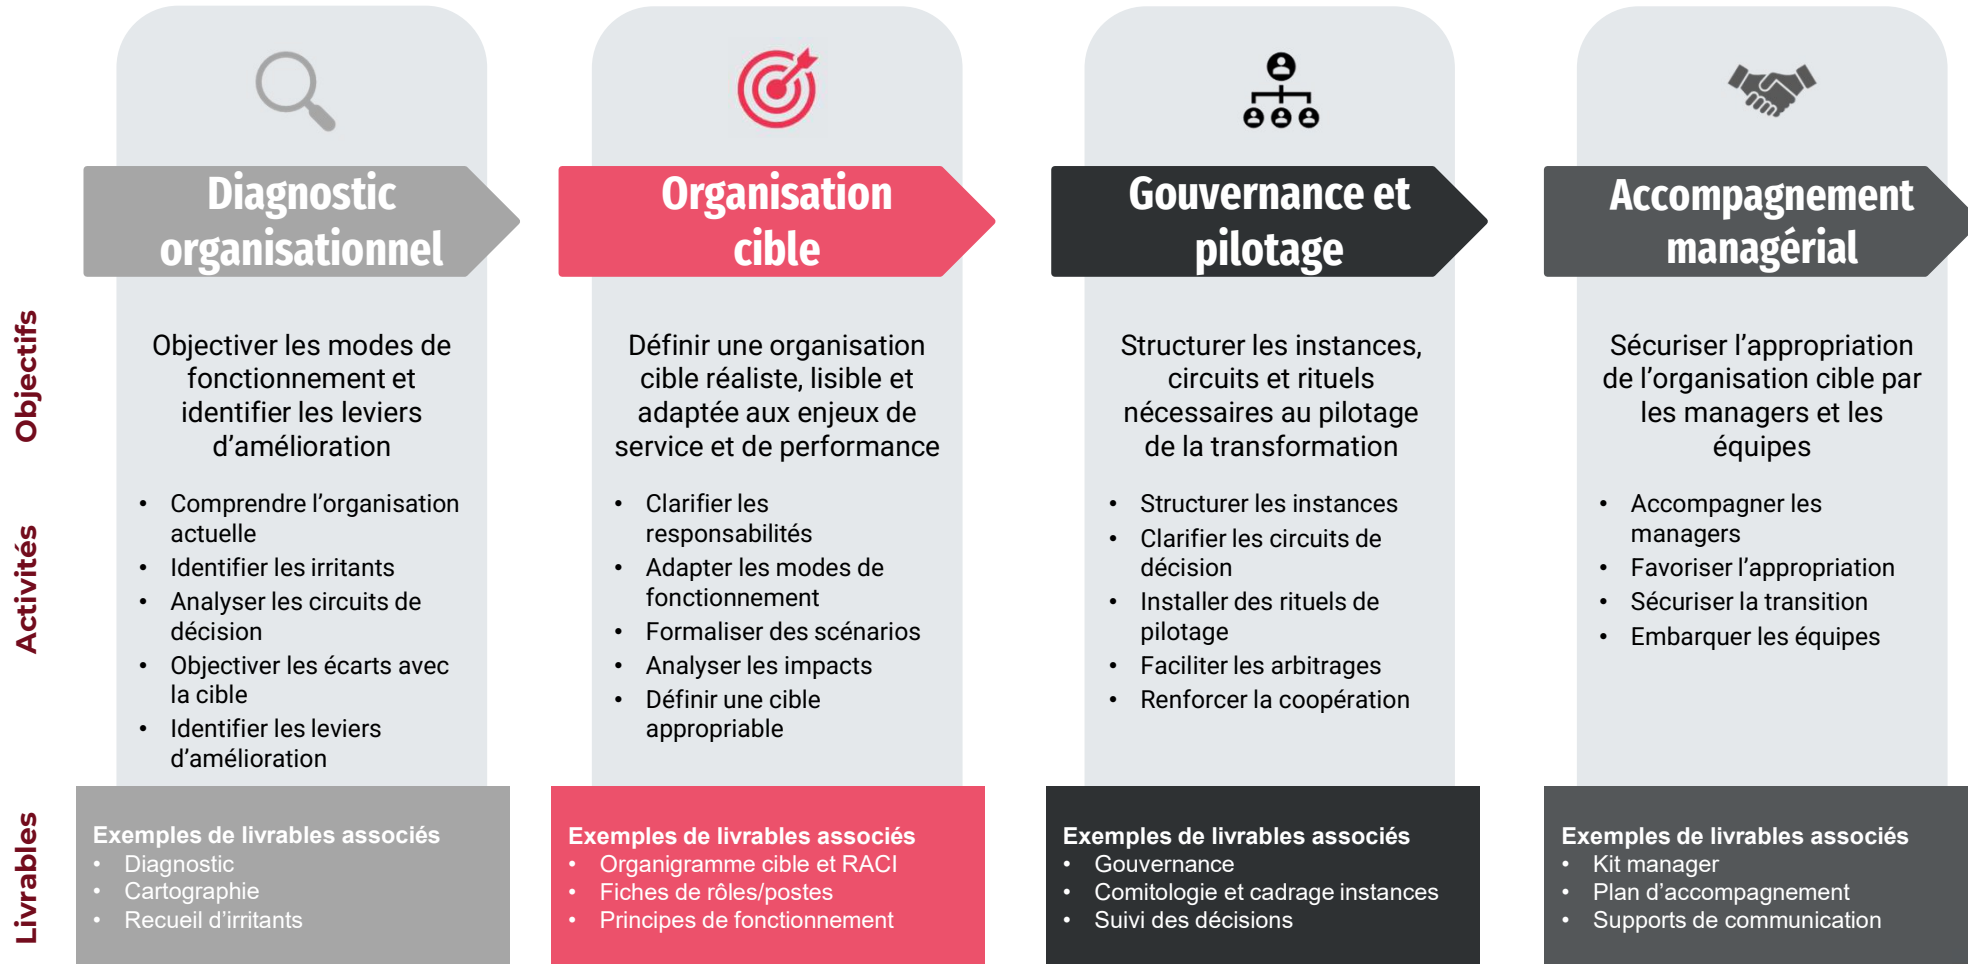 Diagnostic
organisationnel
Organisation
cible
Gouvernance et
pilotage
Accompagnement
managérial
Objectifs
Objectiver les modes de
fonctionnement et
identifier les leviers
d’amélioration
Définir une organisation
cible réaliste, lisible et
adaptée aux enjeux de
service et de performance
Structurer les instances,
circuits et rituels
nécessaires au pilotage
de la transformation
Sécuriser l’appropriation
de l’organisation cible par
les managers et les
équipes
Activités
• Comprendre l’organisation
actuelle
• Identifier les irritants
• Analyser les circuits de
décision
• Objectiver les écarts avec
la cible
• Identifier les leviers
d’amélioration
• Clarifier les
responsabilités
• Adapter les modes de
fonctionnement
• Formaliser des scénarios
• Analyser les impacts
• Définir une cible
appropriable
• Structurer les instances
• Clarifier les circuits de
décision
• Installer des rituels de
pilotage
• Faciliter les arbitrages
• Renforcer la coopération
• Accompagner les
managers
• Favoriser l’appropriation
• Sécuriser la transition
• Embarquer les équipes
Livrables
Exemples de livrables associés
• Diagnostic
• Cartographie
• Recueil d’irritants
Exemples de livrables associés
• Organigramme cible et RACI
• Fiches de rôles/postes
• Principes de fonctionnement
Exemples de livrables associés
• Gouvernance
• Comitologie et cadrage instances
• Suivi des décisions
Exemples de livrables associés
• Kit manager
• Plan d’accompagnement
• Supports de communication